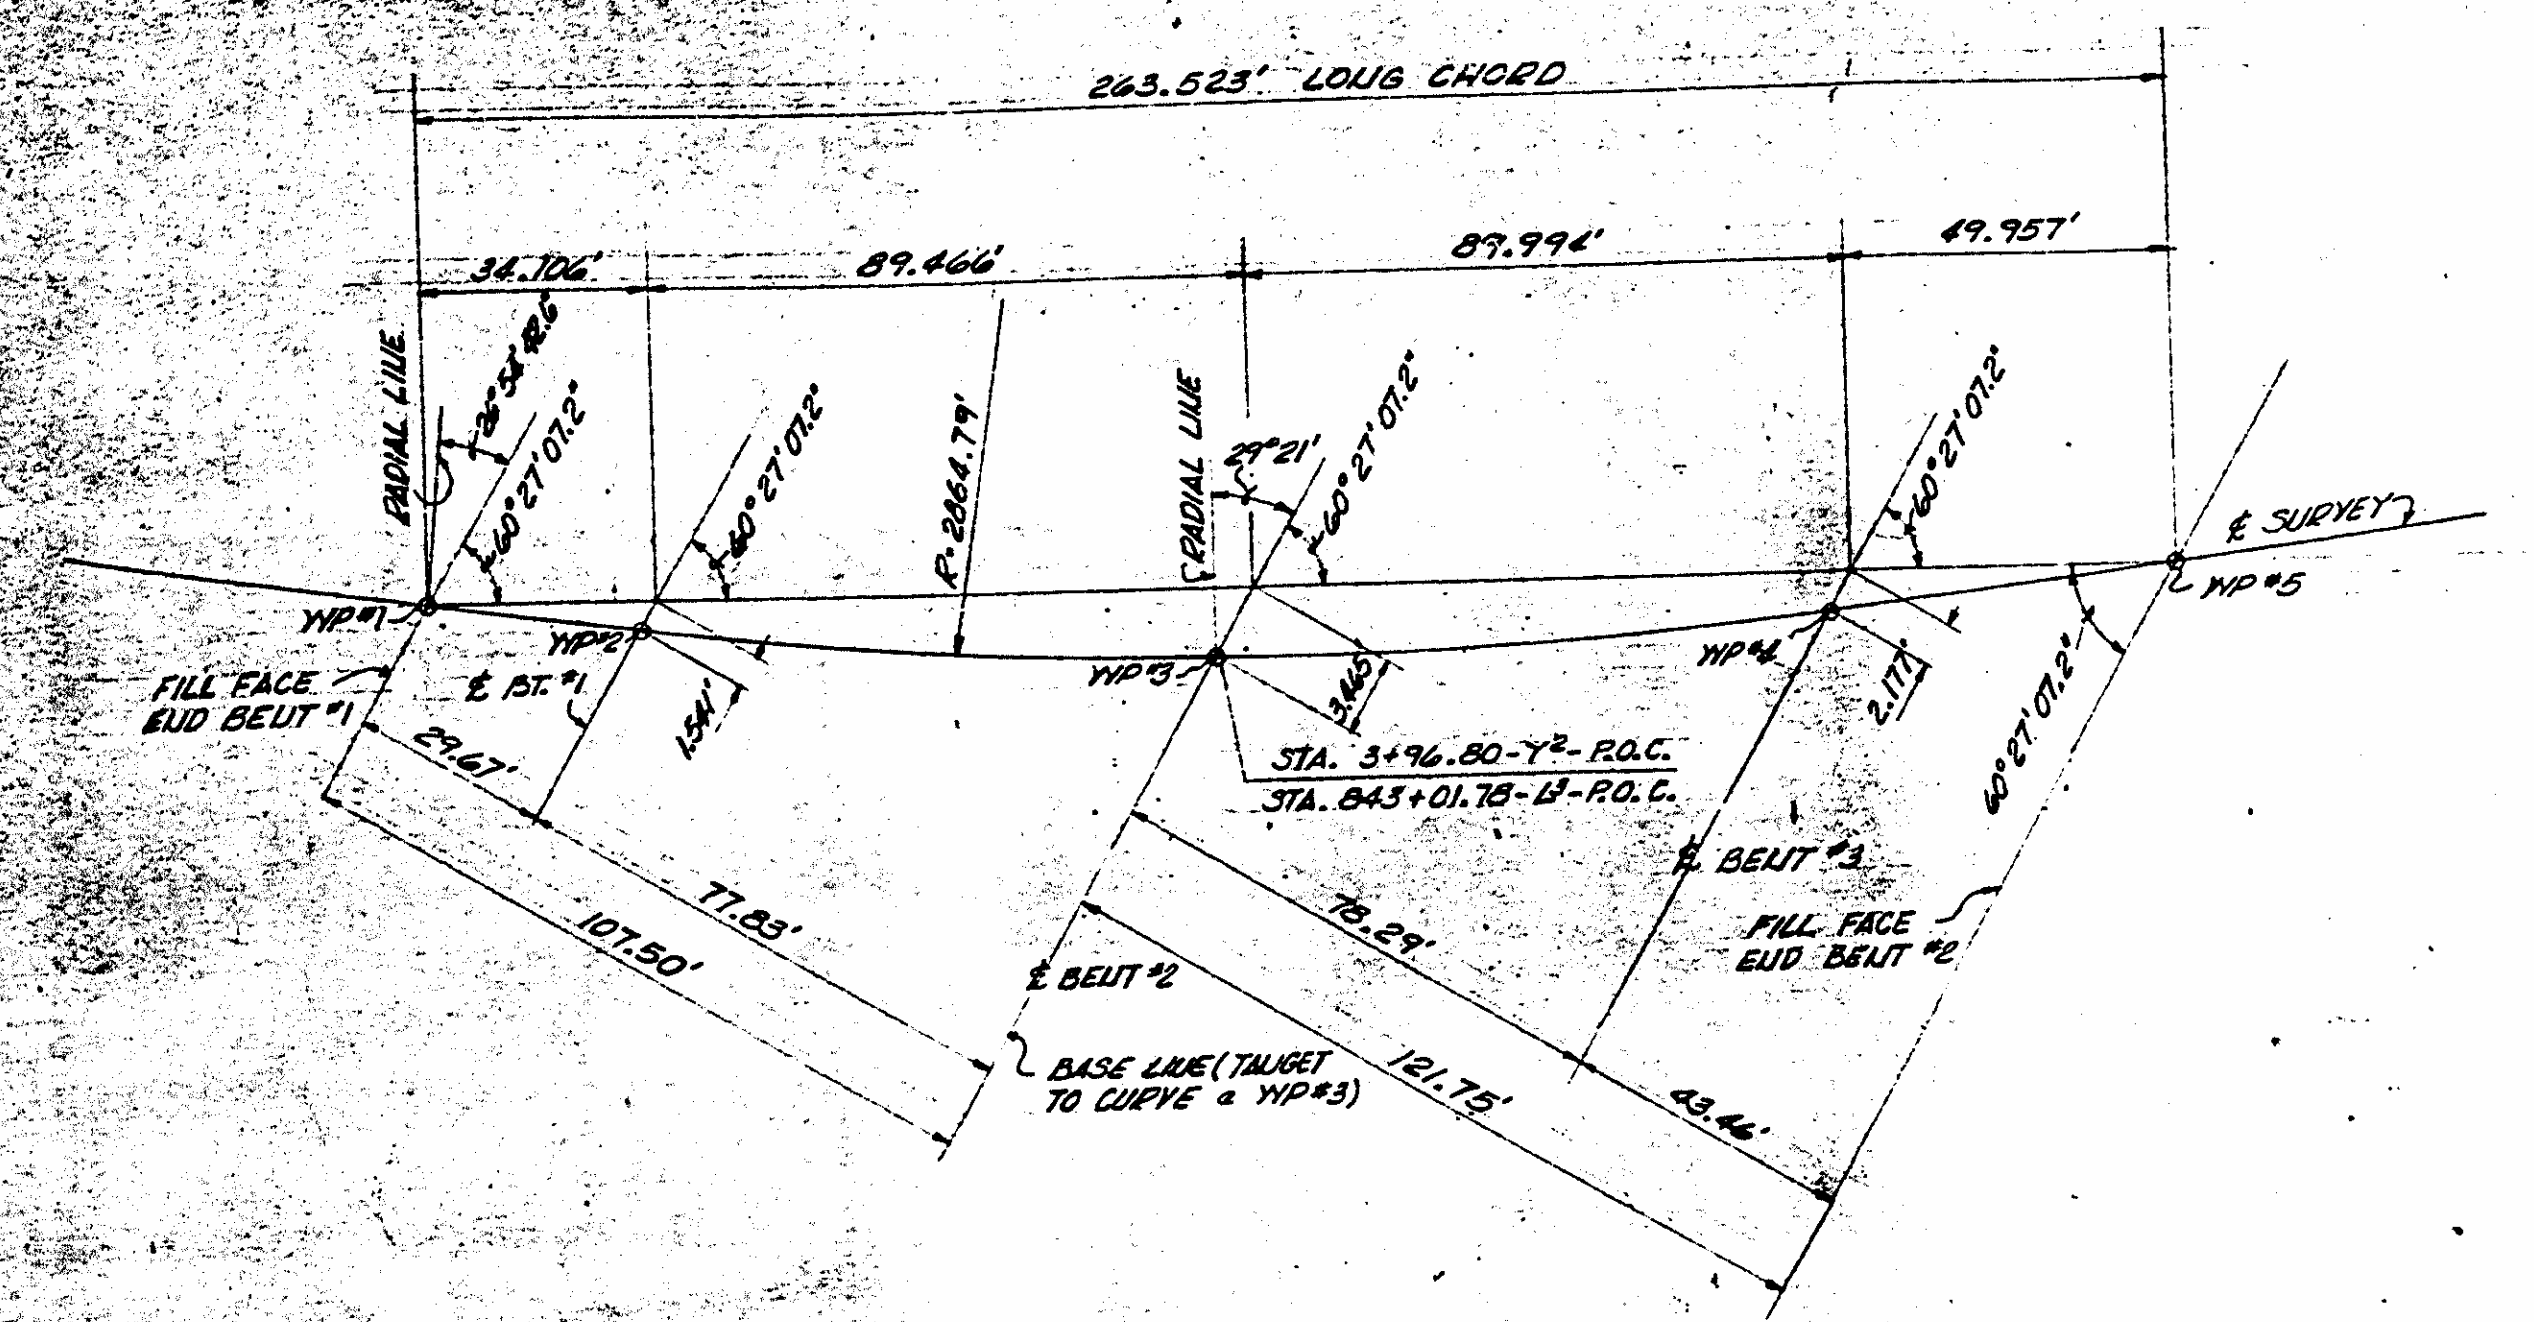 263.523' LONG CHORD
34.106'
89.466'
89.994'
49.957'
RADIAL LINE
60°27'07.2"
60°27'07.2"
R=2864.79'
RADIAL LINE
29°21'
60°27'07.2"
60°27'07.2"
℄ SURVEY
WP #1
WP #2
WP #3
WP #4
WP #5
FILL FACE
END BENT #1
℄ BT. #1
1.541'
3.465'
2.177'
60°27'07.2"
29.67'
77.83'
107.50'
STA. 3+96.80-Y²-P.O.C.
STA. 843+01.78- -P.O.C.
℄ BENT #3
FILL FACE
END BENT #2
78.29'
43.46'
121.75'
℄ BENT #2
BASE LINE (TANGET
TO CURVE @ WP#3)